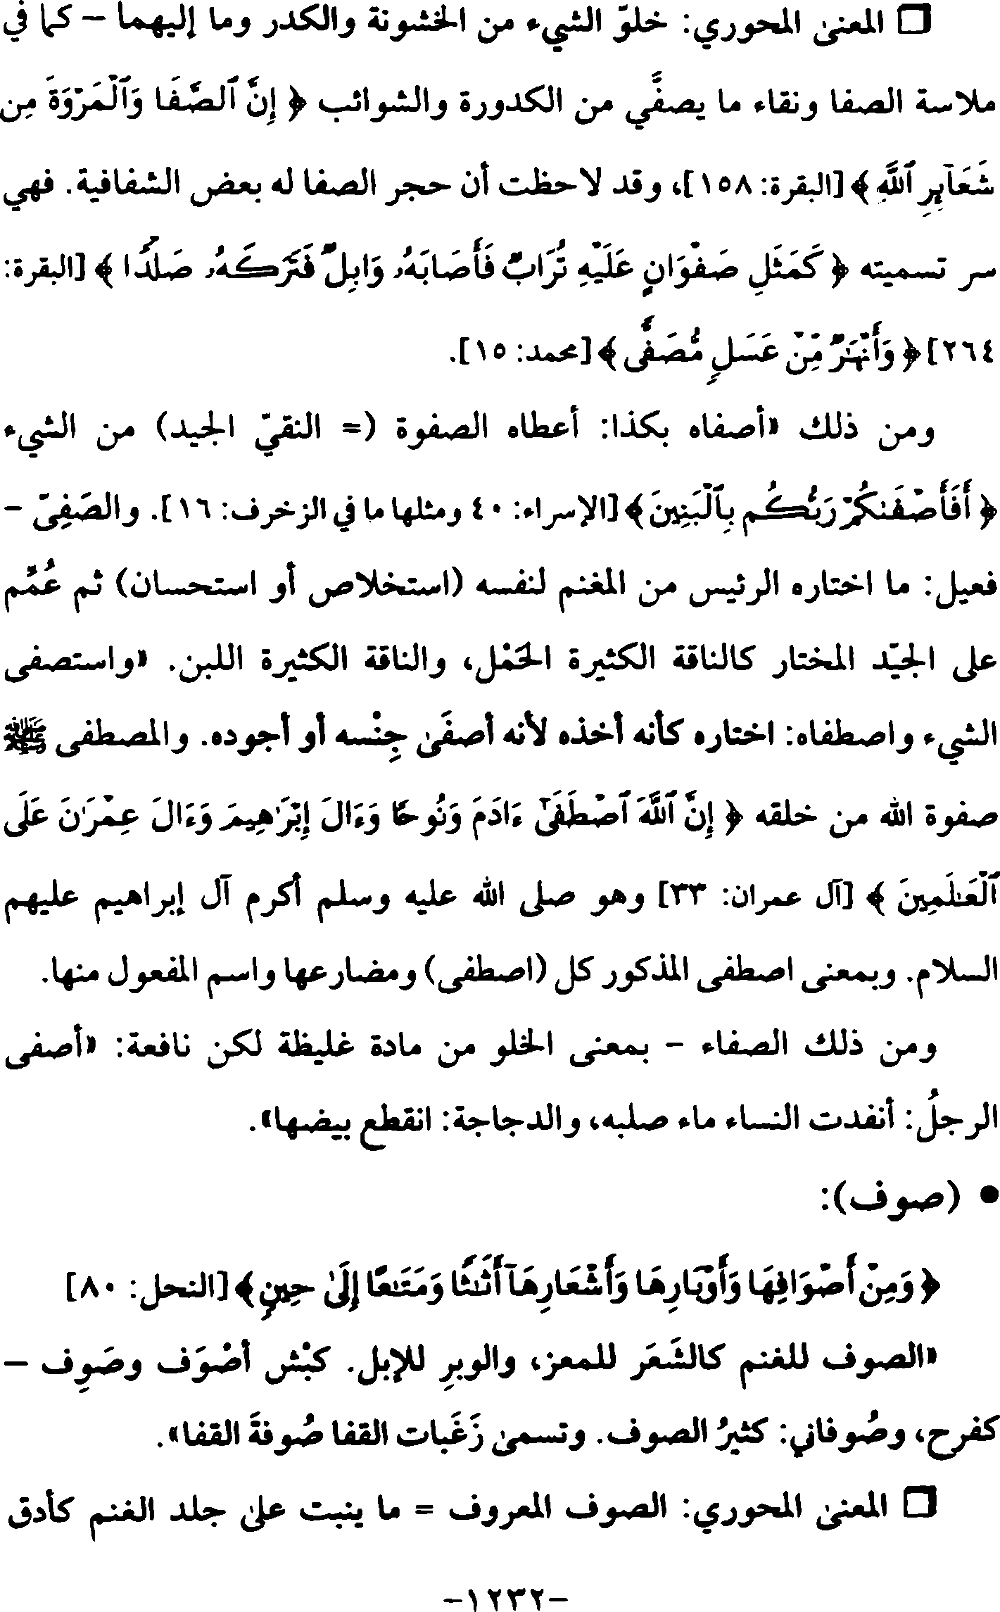 □ المعنىٰ المحوري: خلوّ الشيء من الخشونة والكدر وما إليهما – كما في
ملاسة الصفا ونقاء ما يصفَّي من الكدورة والشوائب ﴿ إِنَّ ٱلصَّفَا وَٱلْمَرْوَةَ مِن
شَعَآئِرِ ٱللَّهِ ﴾ [البقرة: ١٥٨]، وقد لاحظت أن حجر الصفا له بعض الشفافية. فهي
سر تسميته ﴿ كَمَثَلِ صَفْوَانٍ عَلَيْهِ تُرَابٌ فَأَصَابَهُۥ وَابِلٌ فَتَرَكَهُۥ صَلْدًا ﴾ [البقرة:
٢٦٤] ﴿ وَأَنْهَٰرٌ مِّنْ عَسَلٍ مُّصَفًّى ﴾ [محمد: ١٥].
ومن ذلك «أصفاه بكذا: أعطاه الصفوة (= النقيّ الجيد) من الشيء
﴿ أَفَأَصْفَىٰكُمْ رَبُّكُم بِٱلْبَنِينَ ﴾ [الإسراء: ٤٠ ومثلها ما في الزخرف: ١٦]. والصَفِىّ –
فعيل: ما اختاره الرئيس من المغنم لنفسه (استخلاص أو استحسان) ثم عُمِّم
على الجيّد المختار كالناقة الكثيرة الحَمْل، والناقة الكثيرة اللبن. «واستصفى
الشيء واصطفاه: اختاره كأنه أخذه لأنه أصفَىٰ جِنْسه أو أجوده. والمصطفى ﷺ
صفوة الله من خلقه ﴿ إِنَّ ٱللَّهَ ٱصْطَفَىٰٓ ءَادَمَ وَنُوحًا وَءَالَ إِبْرَٰهِيمَ وَءَالَ عِمْرَٰنَ عَلَى
ٱلْعَٰلَمِينَ ﴾ [آل عمران: ٣٣] وهو صلى الله عليه وسلم أكرم آل إبراهيم عليهم
السلام. وبمعنى اصطفى المذكور كل (اصطفى) ومضارعها واسم المفعول منها.
ومن ذلك الصفاء – بمعنى الخلو من مادة غليظة لكن نافعة: «أصفى
الرجلُ: أنفدت النساء ماء صلبه، والدجاجة: انقطع بيضها».
• (صوف):
﴿ وَمِنْ أَصْوَافِهَا وَأَوْبَارِهَا وَأَشْعَارِهَآ أَثَٰثًا وَمَتَٰعًا إِلَىٰ حِينٍ ﴾ [النحل: ٨٠]
«الصوف للغنم كالشَعَر للمعز، والوبرِ للإبل. كبْش أصْوَف وصَوِف –
كفرح، وصُوفاني: كثيرُ الصوف. وتسمىٰ زَغَبات القفا صُوفةَ القفا».
□ المعنىٰ المحوري: الصوف المعروف = ما ينبت علىٰ جلد الغنم كأدق
-١٢٣٢-